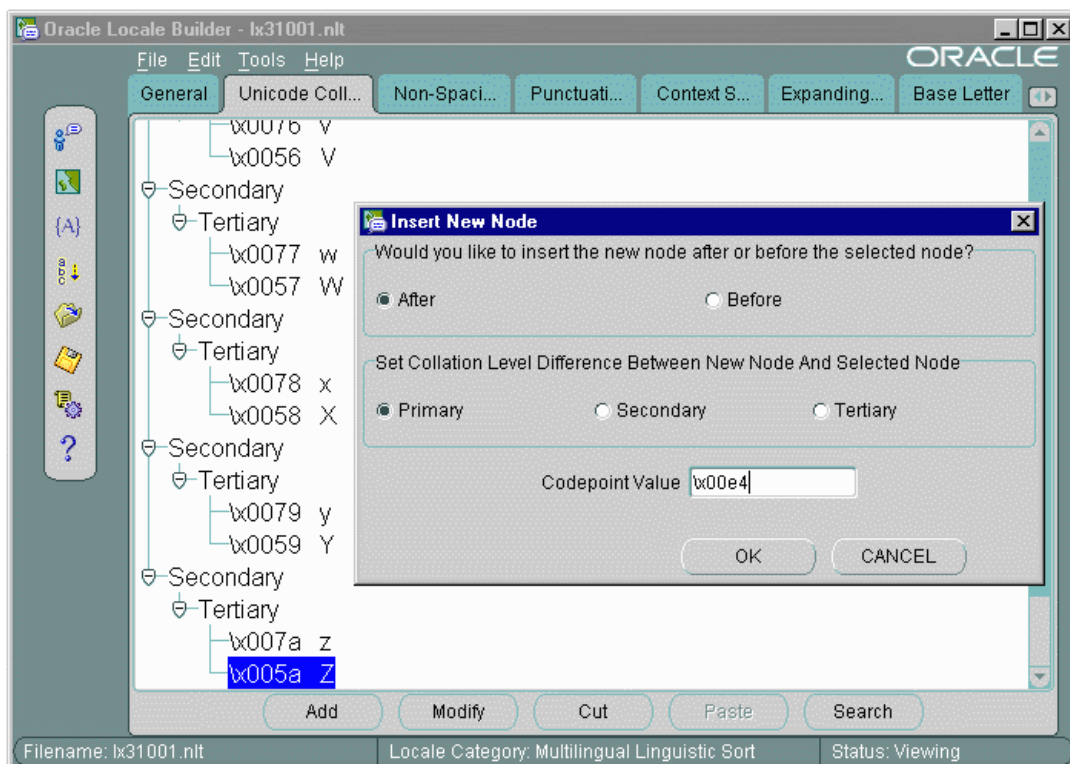 Oracle Locale Builder - lx31001.nlt
File Edit Tools Help
ORACLE
General Unicode Coll... Non-Spaci... Punctuati... Context S... Expanding... Base Letter
{A}
a
b
c
?
\x0076 v
\x0056 V
Secondary
Tertiary
\x0077 w
\x0057 W
Secondary
Tertiary
\x0078 x
\x0058 X
Secondary
Tertiary
\x0079 y
\x0059 Y
Secondary
Tertiary
\x007a z
\x005a Z
Insert New Node
Would you like to insert the new node after or before the selected node?
After Before
Set Collation Level Difference Between New Node And Selected Node
Primary Secondary Tertiary
Codepoint Value \x00e4
OK CANCEL
Add Modify Cut Paste Search
Filename: lx31001.nlt Locale Category: Multilingual Linguistic Sort Status: Viewing